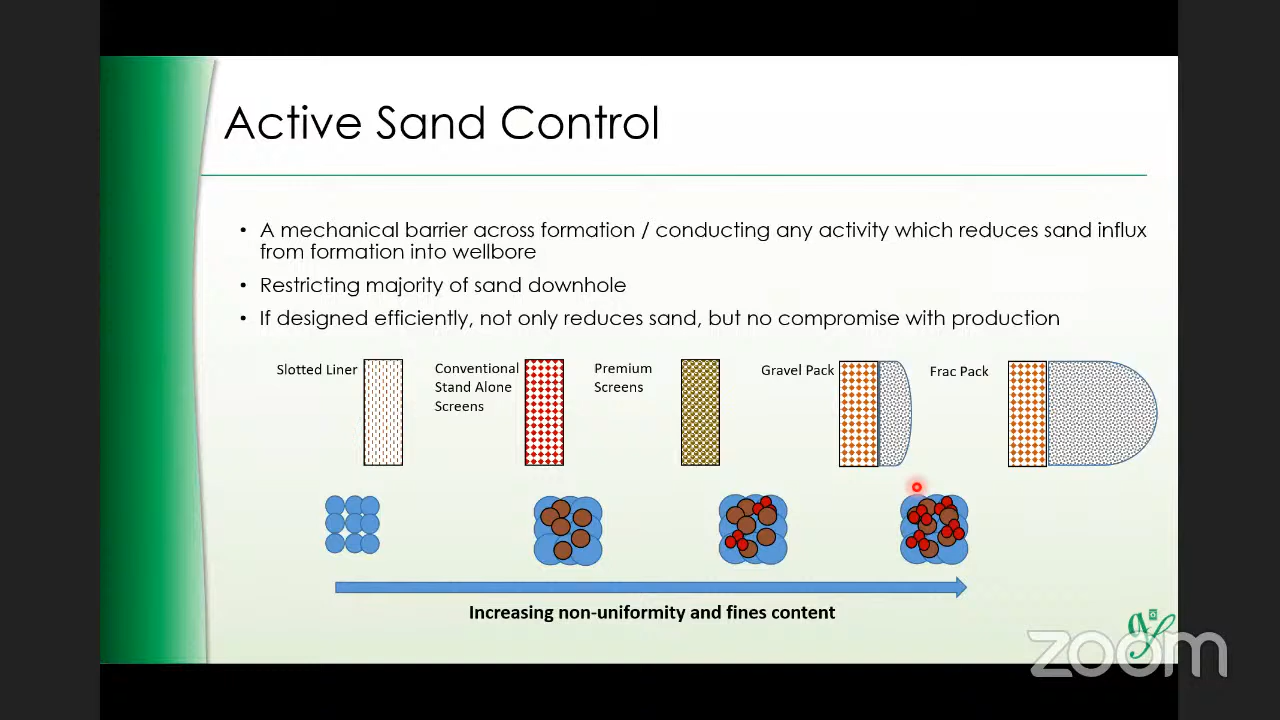 Active Sand Control
• A mechanical barrier across formation / conducting any activity which reduces sand influx
from formation into wellbore
• Restricting majority of sand downhole
• If designed efficiently, not only reduces sand, but no compromise with production
Slotted Liner
Conventional
Stand Alone
Screens
Premium
Screens
Gravel Pack
Frac Pack
Increasing non-uniformity and fines content
zoom